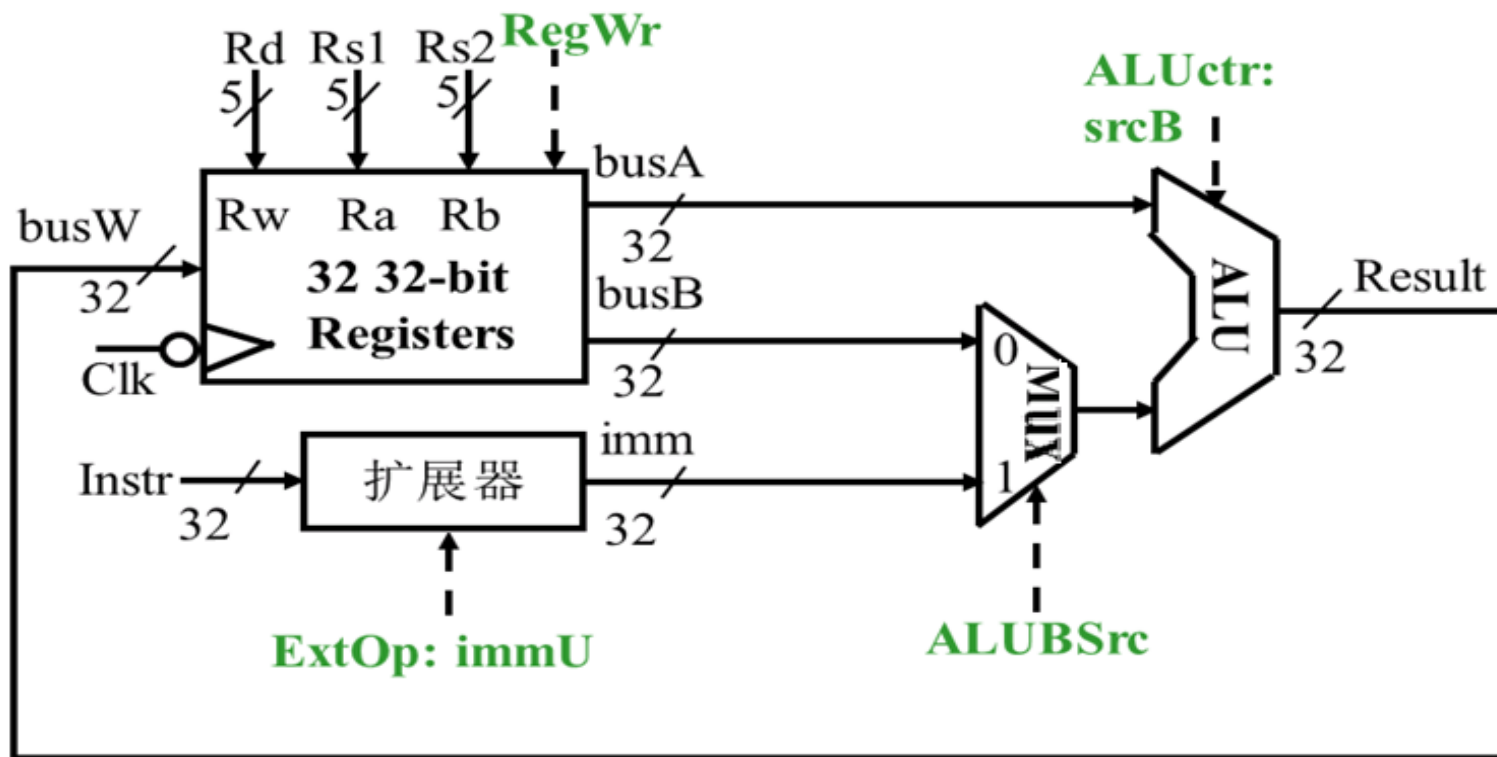 Rd Rs1 Rs2 RegWr
5 5 5
ALUctr:
srcB
busW
32
Rw Ra Rb
32 32-bit
Registers
Clk
busA
32
busB
32
0
MUX
1
ALU
Result
32
Instr
32
扩展器
imm
32
ExtOp: immU
ALUBSrc